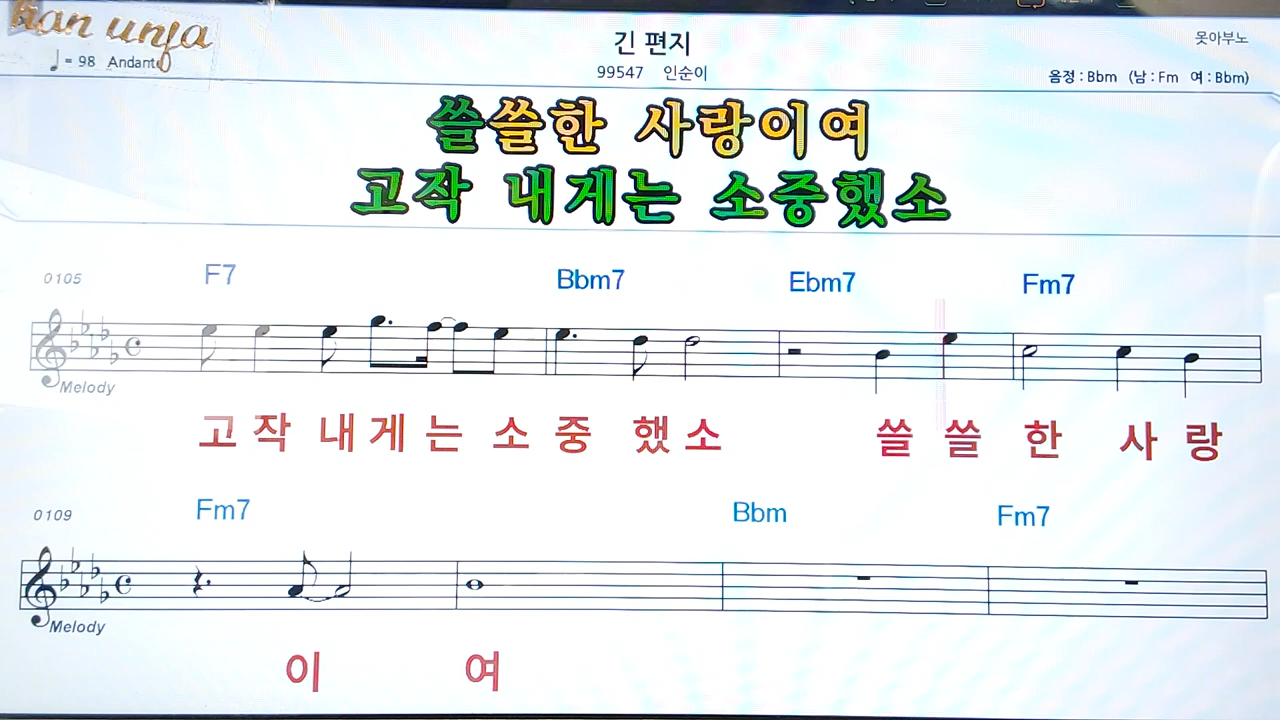 han unja
긴 편지
못아부노
♩ = 98 Andante
99547 인순이
음정 : Bbm (남 : Fm 여 : Bbm)
쓸쓸한 사랑이여
고작 내게는 소중했소
0105 F7 Bbm7 Ebm7 Fm7
Melody
고 작 내 게 는 소 중 했 소 쓸 쓸 한 사 랑
0109 Fm7 Bbm Fm7
Melody
이 여